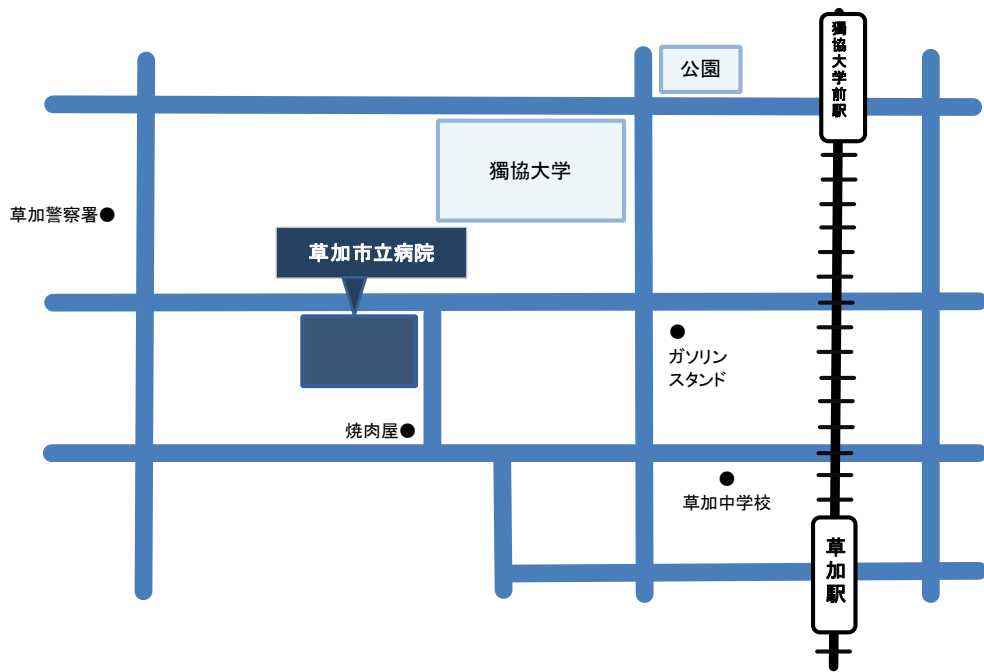 獨協大学前駅
公園
獨協大学
草加警察署
草加市立病院
ガソリン
スタンド
焼肉屋
草加中学校
草加駅